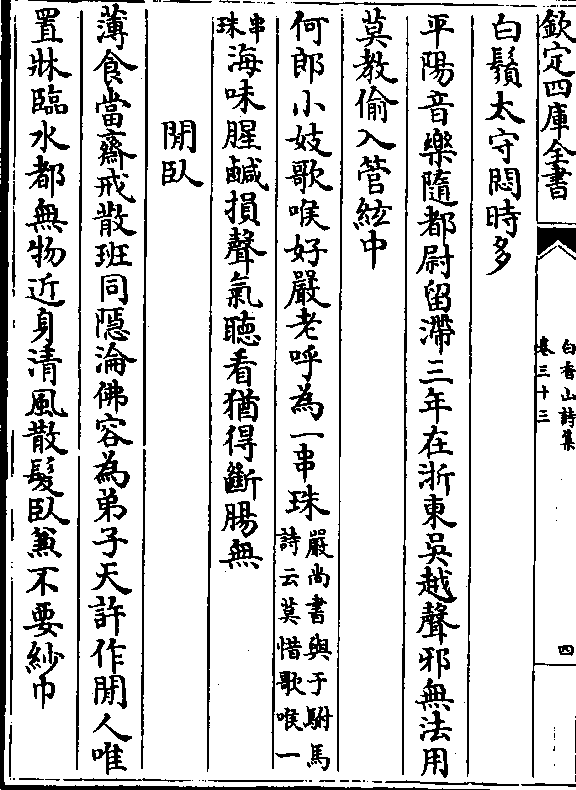 欽定四庫全書
白香山詩集
卷三十三
四
白鬚太守悶時多
平陽音樂隨都尉留滯三年在浙東吳越聲邪無法用
莫教偷入管絃中
何郎小妓歌喉好嚴老呼為一串珠嚴尚書與于駙馬
詩云莫惜歌喉一
串
珠海味腥鹹損聲氣聴看猶得斷腸無
閒臥
薄食當齋戒散班同隱淪佛容為弟子天許作閒人唯
置牀臨水都無物近身清風散髮臥兼不要紗巾